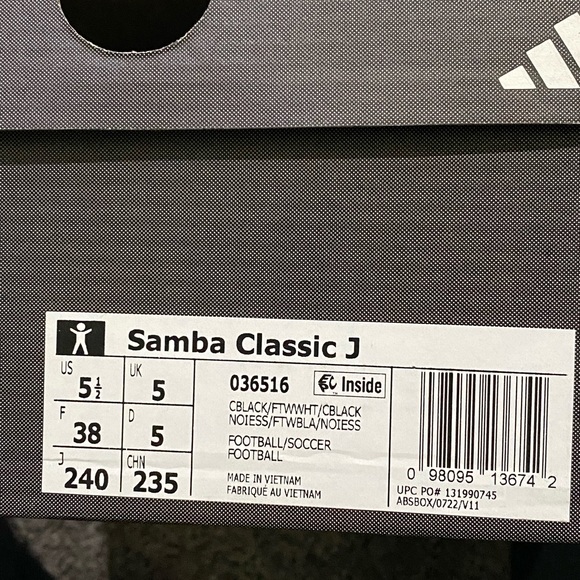 Samba Classic J
US 5½ UK 5
F 38 D 5
J 240 CHN 235
036516 Inside
CBLACK/FTWWHT/CBLACK
NOIESS/FTWBLA/NOIESS
FOOTBALL/SOCCER
FOOTBALL
MADE IN VIETNAM
FABRIQUÉ AU VIETNAM
0 98095 13674 2
UPC PO# 131990745
ABSBOX/0722/V11